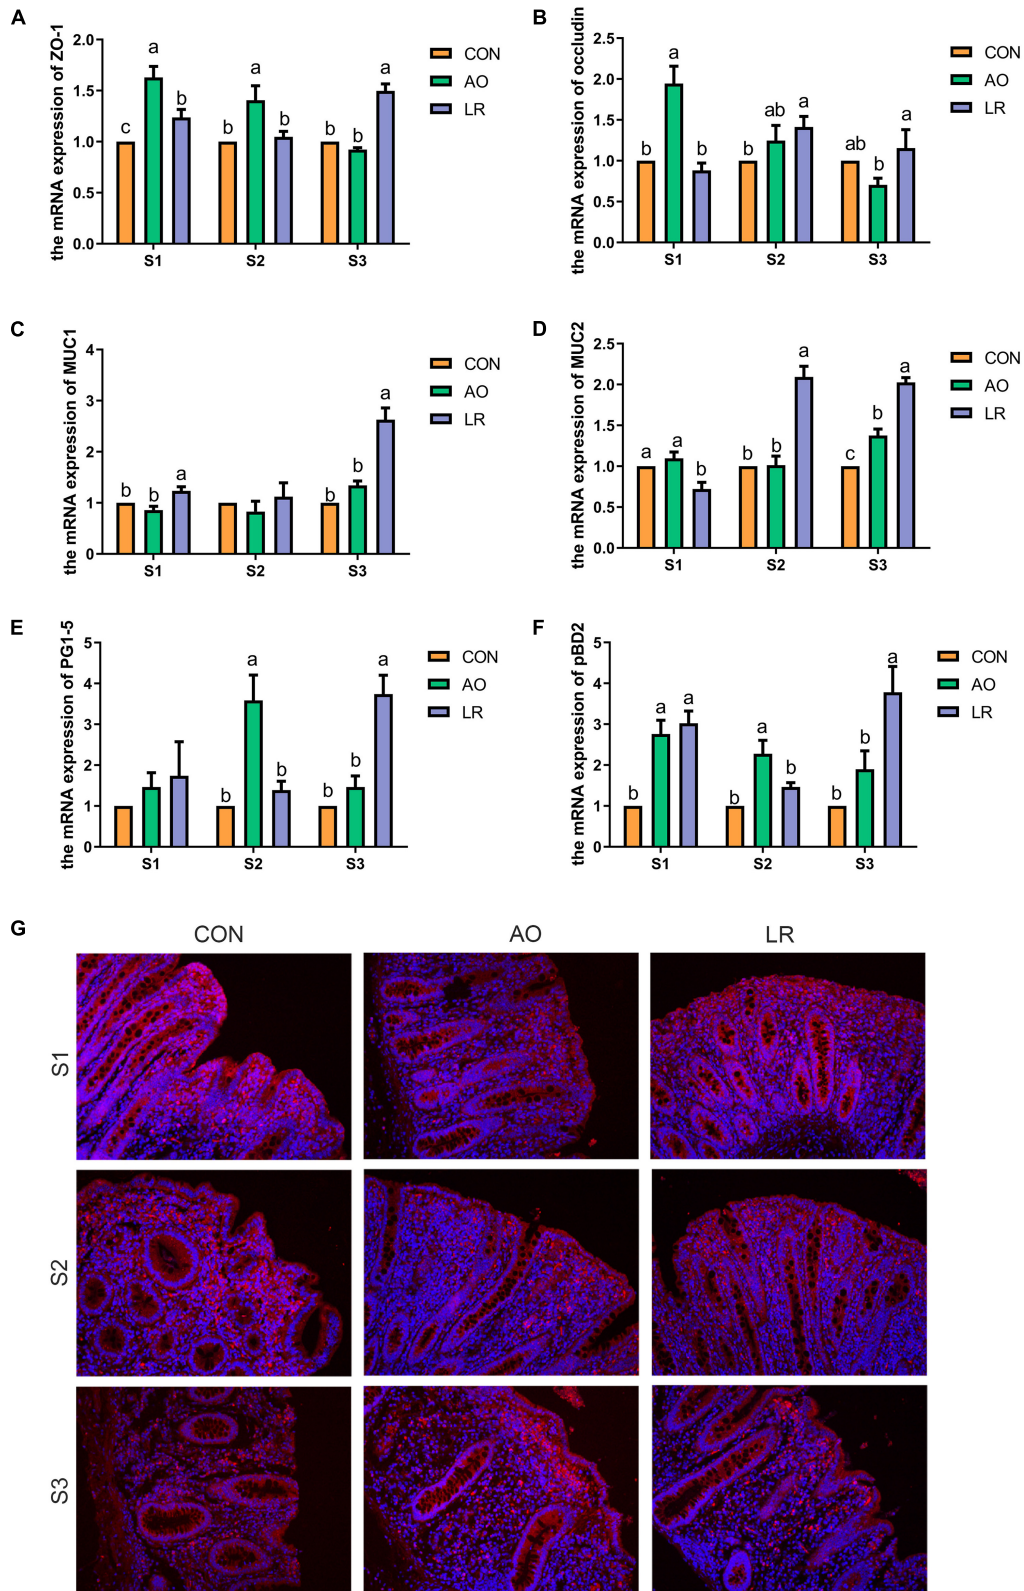 A
the mRNA expression of ZO-1
2.0
1.5
1.0
0.5
0.0
c a b
b a b
b b a
S1 S2 S3
CON
AO
LR
B
the mRNA expression of occludin
2.5
2.0
1.5
1.0
0.5
0.0
b a b
b ab a
ab b a
S1 S2 S3
CON
AO
LR
C
the mRNA expression of MUC1
4
3
2
1
0
b b a
b b a
S1 S2 S3
CON
AO
LR
D
the mRNA expression of MUC2
2.5
2.0
1.5
1.0
0.5
0.0
a a b
b b a
c b a
S1 S2 S3
CON
AO
LR
E
the mRNA expression of PG1-5
5
4
3
2
1
0
b a b
b b a
S1 S2 S3
CON
AO
LR
F
the mRNA expression of pBD2
5
4
3
2
1
0
b a a
b a b
b b a
S1 S2 S3
CON
AO
LR
G
CON AO LR
S1
S2
S3